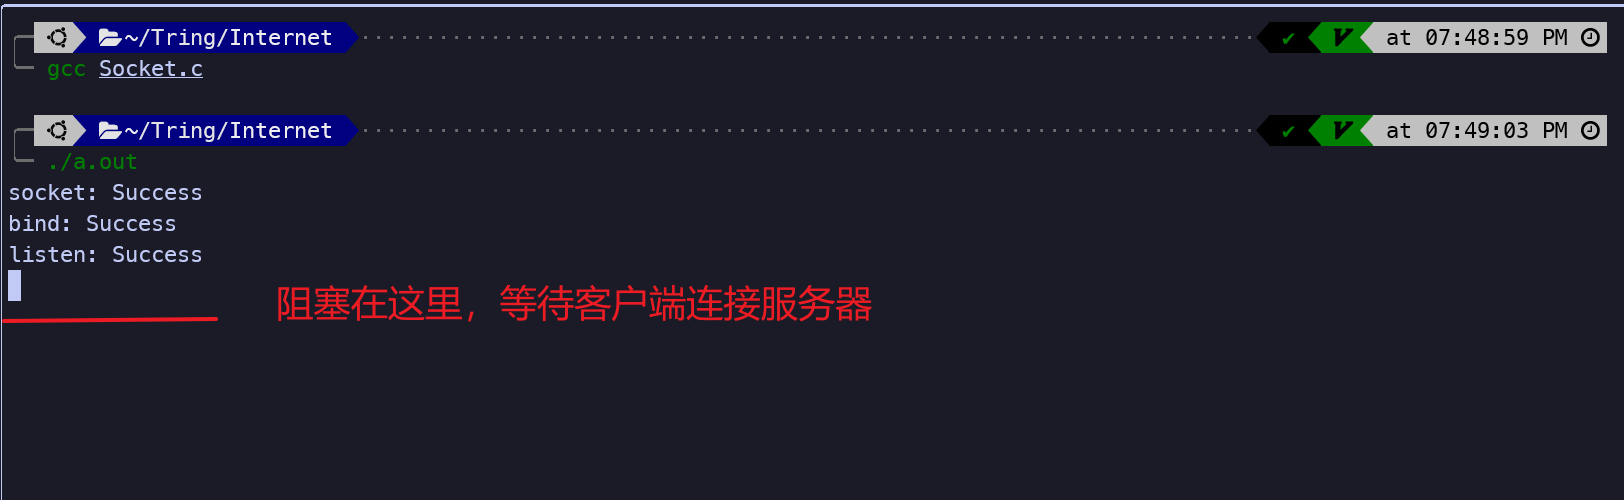 ~/Tring/Internet ✔ V at 07:48:59 PM
gcc Socket.c
~/Tring/Internet ✔ V at 07:49:03 PM
./a.out
socket: Success
bind: Success
listen: Success
阻塞在这里，等待客户端连接服务器